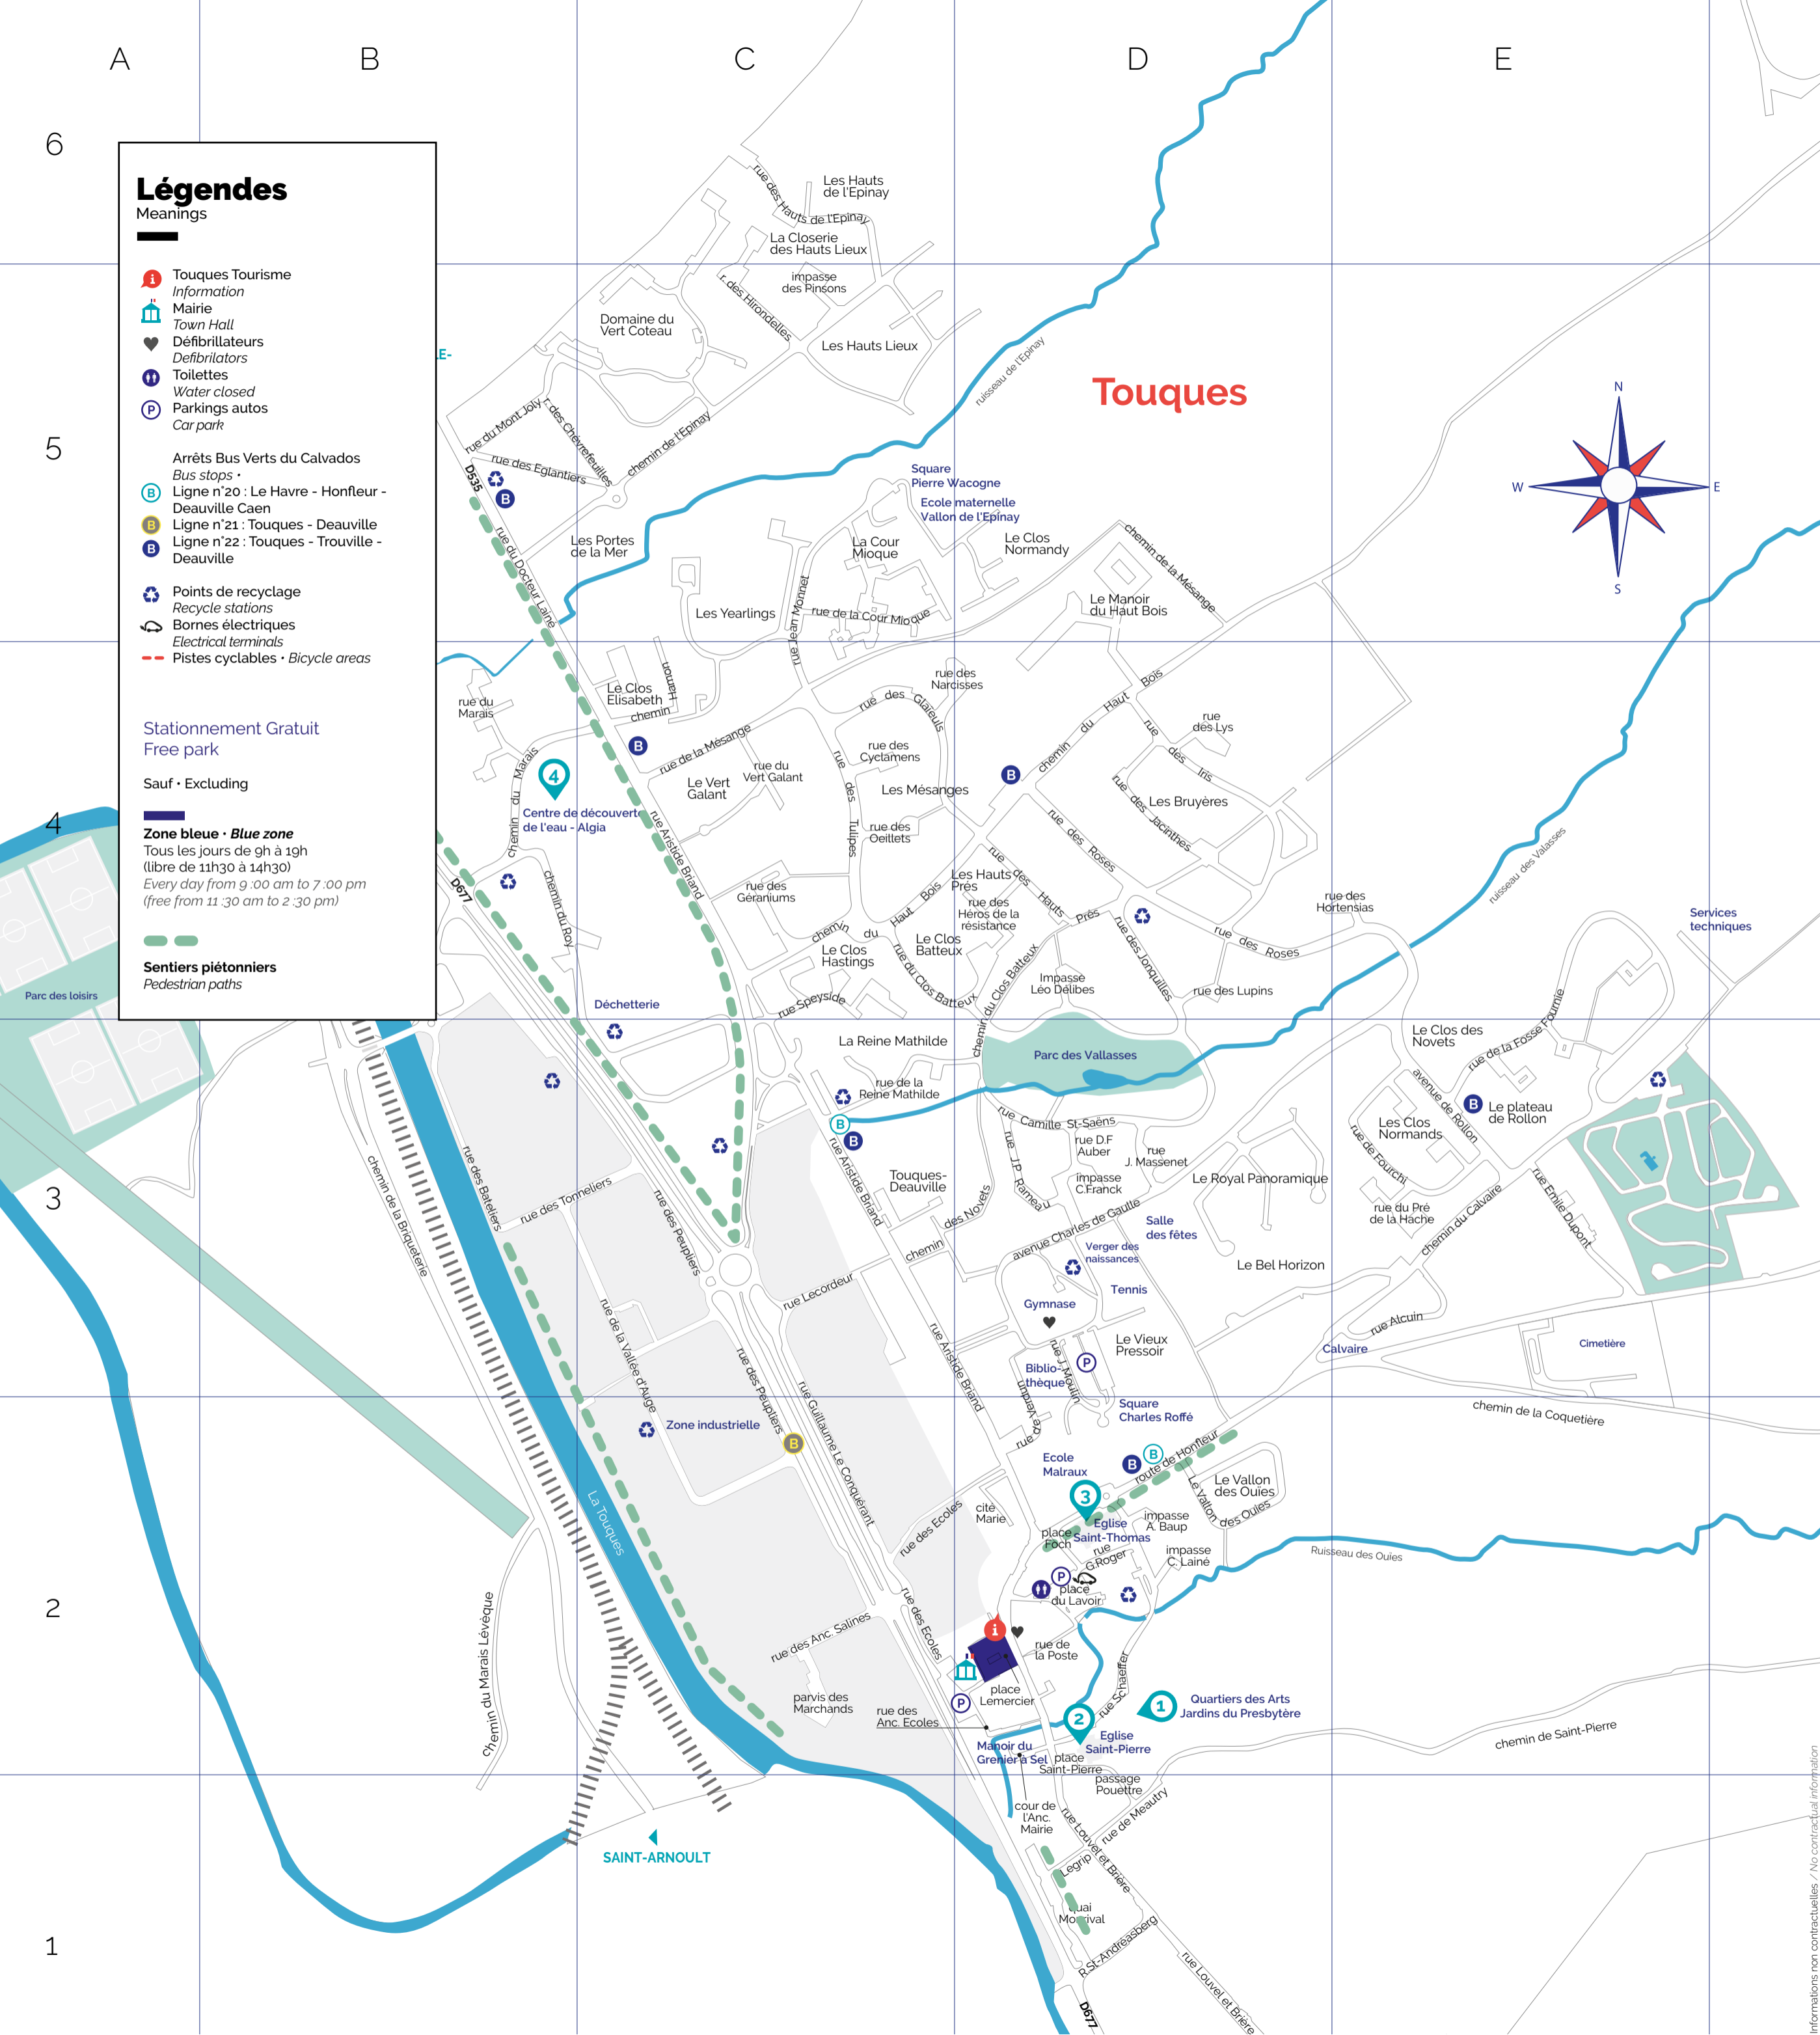 A
B
C
D
E
6
5
4
3
2
1
Légendes
Meanings
Touques Tourisme
Information
Mairie
Town Hall
Défibrillateurs
Defibrilators
Toilettes
Water closed
P
Parkings autos
Car park
Arrêts Bus Verts du Calvados
Bus stops •
B
Ligne n°20 : Le Havre - Honfleur -
Deauville Caen
B
Ligne n°21 : Touques - Deauville
B
Ligne n°22 : Touques - Trouville -
Deauville
Points de recyclage
Recycle stations
Bornes électriques
Electrical terminals
Pistes cyclables • Bicycle areas
Stationnement Gratuit
Free park
Sauf • Excluding
Zone bleue • Blue zone
Tous les jours de 9h à 19h
(libre de 11h30 à 14h30)
Every day from 9 :00 am to 7 :00 pm
(free from 11 :30 am to 2 :30 pm)
Sentiers piétonniers
Pedestrian paths
LE-
Touques
N
W
E
S
rue des Hauts de l'Epinay
Les Hauts
de l'Epinay
La Closerie
des Hauts Lieux
impasse
des Pinsons
r. des Hirondelles
Domaine du
Vert Coteau
Les Hauts Lieux
ruisseau de l'Epinay
rue du Mont Joly
r. des Chèvrefeuilles
rue des Eglantiers
chemin de l'Epinay
D535
B
rue du Docteur Laine
Les Portes
de la Mer
Square
Pierre Wacogne
Ecole maternelle
Vallon de l'Epinay
La Cour
Mioque
Le Clos
Normandy
chemin de la Mésange
Le Manoir
du Haut Bois
Les Yearlings
rue Jean Monnet
rue de la Cour Mioque
rue du
Marais
Le Clos
Elisabeth
Hamon
chemin
rue des
Narcisses
rue des Glaïeuls
chemin du Haut Bois
rue
des Lys
rue des Iris
B
rue de la Mésange
chemin du Marais
4
Centre de découverte
de l'eau - Algia
rue du
Vert Galant
Le Vert
Galant
rue des
Cyclamens
Les Mésanges
B
rue des Tulipes
rue des
Oeillets
Les Bruyères
rue des Jacinthes
rue des Roses
rue Aristide Briand
D677
chemin du Roy
rue des
Géraniums
Les Hauts
Prés
rue des Hauts Prés
rue des
Héros de la
résistance
rue des
Hortensias
ruisseau des Valasses
Services
techniques
chemin du Haut Bois
Le Clos
Hastings
Le Clos
Batteux
rue du Clos Batteux
chemin du Clos Batteux
Impasse
Léo Délibes
rue des Jonquilles
rue des Roses
rue des Lupins
Parc des loisirs
Déchetterie
rue Speyside
La Reine Mathilde
Parc des Vallasses
rue de la
Reine Mathilde
B
B
Le Clos des
Novets
rue de la Fosse Fournie
avenue de Rollon
B
Le plateau
de Rollon
Les Clos
Normands
rue de Fourchi
rue du Pré
de la Hache
chemin du Calvaire
rue Emile Dupont
rue Camille St-Saëns
rue D.F
Auber
rue
J. Massenet
rue J.P. Rameau
impasse
C.Franck
Le Royal Panoramique
Touques-
Deauville
chemin des Novets
avenue Charles de Gaulle
Salle
des fêtes
Verger des
naissances
Tennis
Le Bel Horizon
chemin de la Briqueterie
rue des Bateliers
rue des Tonneliers
rue des Peupliers
rue Aristide Briand
rue Lecordeur
Gymnase
rue J. Moulin
P
Le Vieux
Pressoir
Biblio-
thèque
rue de Verdun
rue Alcuin
Calvaire
Cimetière
chemin de la Coquetière
rue de la Vallée d'Auge
rue des Peupliers
rue Guillaume Le Conquérant
rue Aristide Briand
Zone industrielle
B
Square
Charles Roffé
Ecole
Malraux
B
B
route de Honfleur
3
Eglise
Saint-Thomas
Le Vallon
des Ouïes
Le Vallon des Ouies
impasse
A. Baup
impasse
C. Lainé
Ruisseau des Ouies
La Touques
rue des Ecoles
cité
Marie
place
Foch
rue
G.Roger
P
place
du Lavoir
rue des Ecoles
rue des Anc. Salines
Chemin du Marais Lévêque
rue de
la Poste
place
Lemercier
P
parvis des
Marchands
rue des
Anc. Ecoles
rue Schaeffer
1
Quartiers des Arts
Jardins du Presbytère
2
Eglise
Saint-Pierre
Manoir du
Grenier à Sel
place
Saint-Pierre
chemin de Saint-Pierre
passage
Pouettre
rue de Meautry
cour de
l'Anc.
Mairie
rue Louvel et Brière
Legrip
SAINT-ARNOULT
quai
Monrival
R.St-Andreasberg
rue Louvel et Brière
D677
Informations non contractuelles / No contractual information